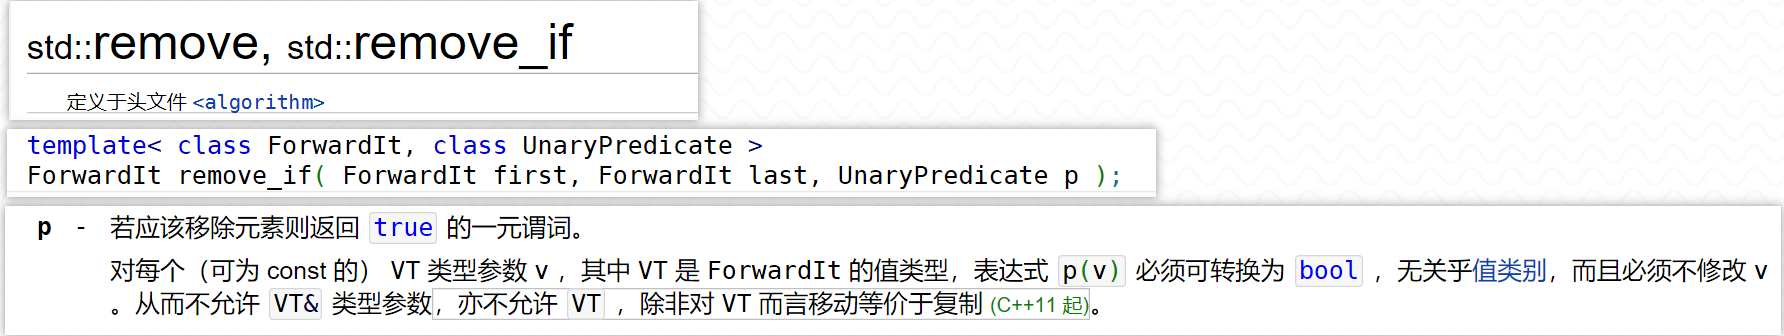 std::remove, std::remove_if
定义于头文件 <algorithm>
template< class ForwardIt, class UnaryPredicate >
ForwardIt remove_if( ForwardIt first, ForwardIt last, UnaryPredicate p );
p - 若应该移除元素则返回 true 的一元谓词。
对每个（可为 const 的） VT 类型参数 v ，其中 VT 是 ForwardIt 的值类型，表达式 p(v) 必须可转换为 bool ，无关乎值类别，而且必须不修改 v
。从而不允许 VT& 类型参数，亦不允许 VT ，除非对 VT 而言移动等价于复制 (C++11 起)。